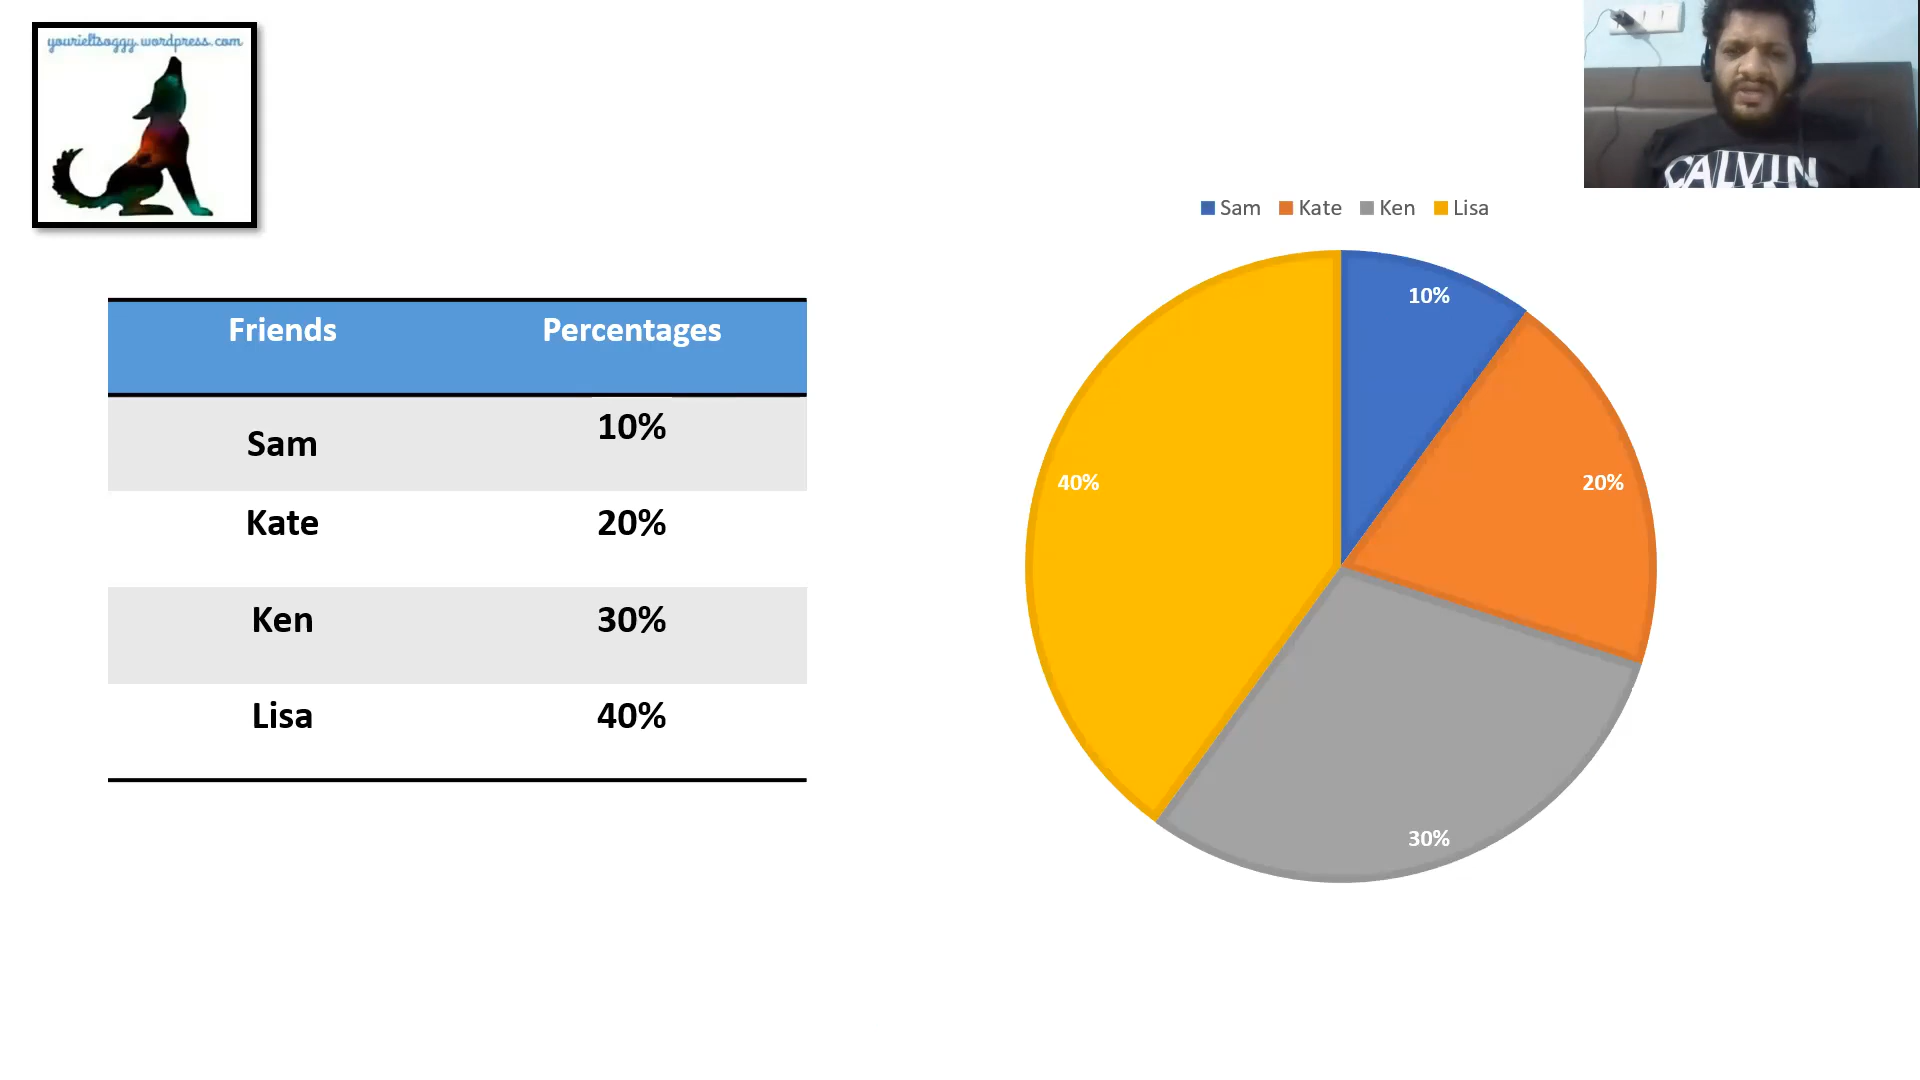 yourieltsoggy.wordpress.com
CALVIN
Sam Kate Ken Lisa
Friends Percentages
Sam 10%
Kate 20%
Ken 30%
Lisa 40%
10%
20%
30%
40%